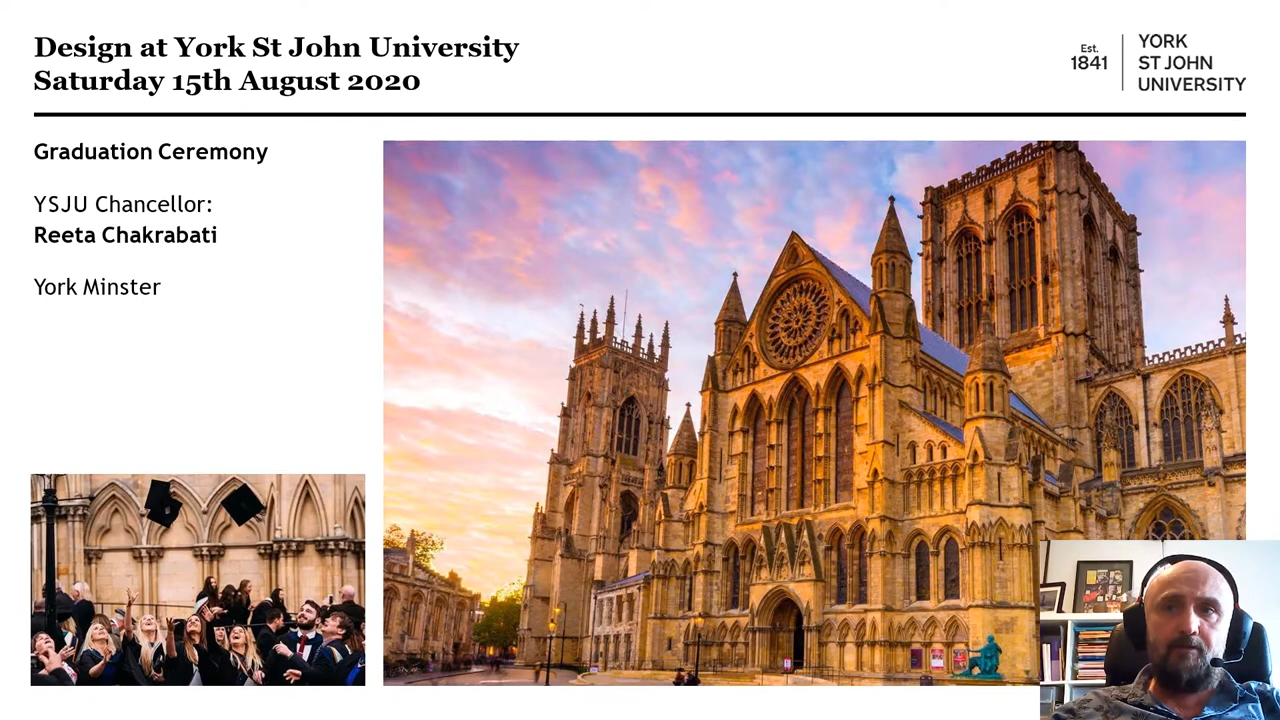 Design at York St John University
Saturday 15th August 2020
Est.
1841
YORK
ST JOHN
UNIVERSITY
Graduation Ceremony
YSJU Chancellor:
Reeta Chakrabati
York Minster